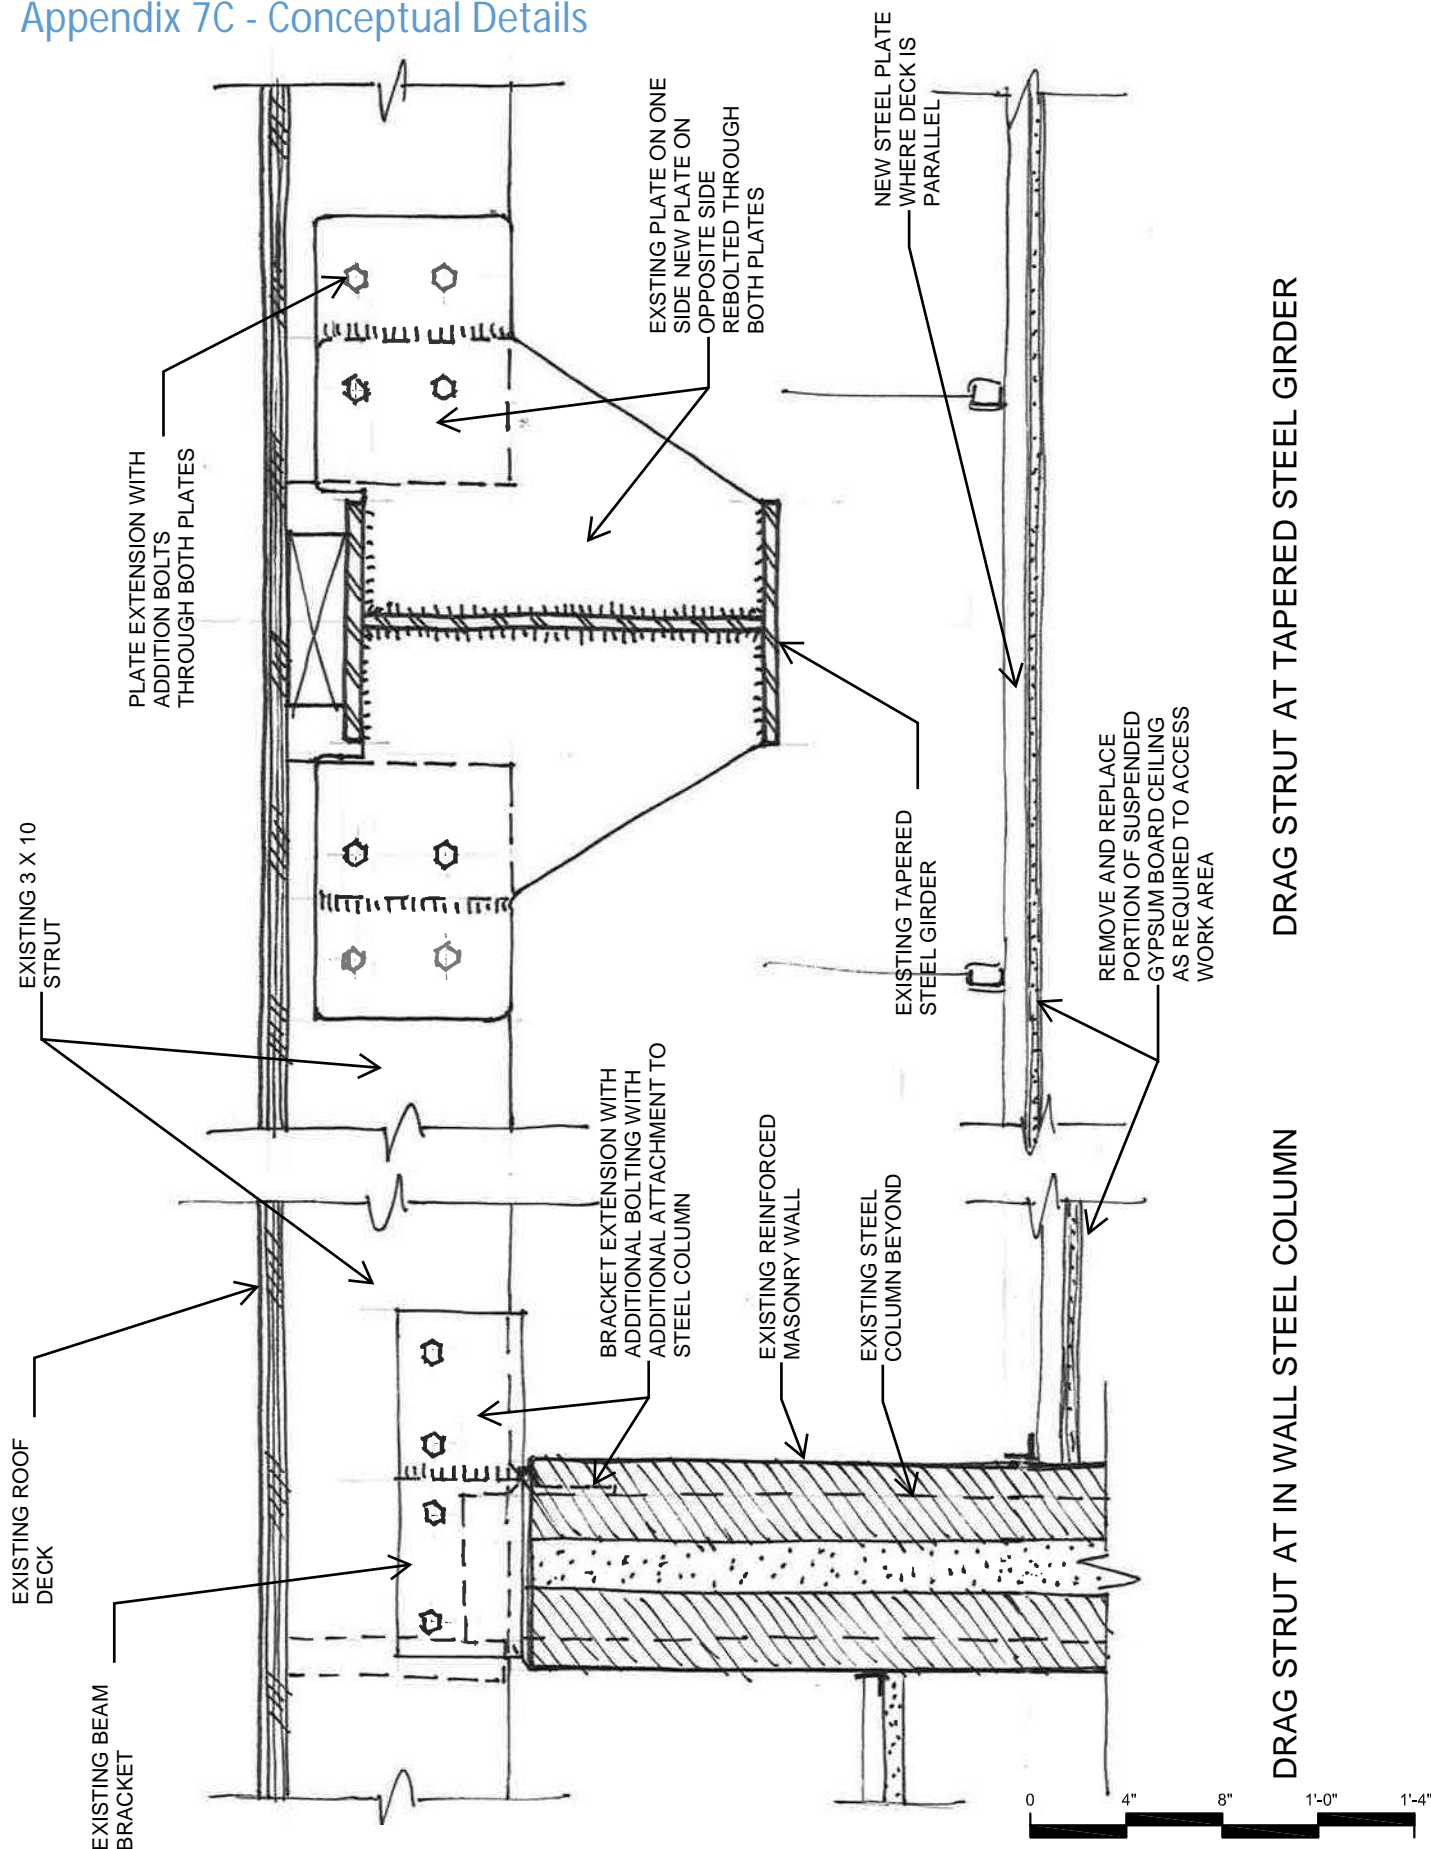 Appendix 7C - Conceptual Details
EXISTING BEAM
BRACKET
EXISTING ROOF
DECK
EXISTING 3 X 10
STRUT
PLATE EXTENSION WITH
ADDITION BOLTS
THROUGH BOTH PLATES
BRACKET EXTENSION WITH
ADDITIONAL BOLTING WITH
ADDITIONAL ATTACHMENT TO
STEEL COLUMN
EXSTING PLATE ON ONE
SIDE NEW PLATE ON
OPPOSITE SIDE
REBOLTED THROUGH
BOTH PLATES
EXISTING REINFORCED
MASONRY WALL
EXISTING STEEL
COLUMN BEYOND
EXISTING TAPERED
STEEL GIRDER
NEW STEEL PLATE
WHERE DECK IS
PARALLEL
REMOVE AND REPLACE
PORTION OF SUSPENDED
GYPSUM BOARD CEILING
AS REQUIRED TO ACCESS
WORK AREA
DRAG STRUT AT IN WALL STEEL COLUMN
DRAG STRUT AT TAPERED STEEL GIRDER
0 4" 8" 1'-0" 1'-4"